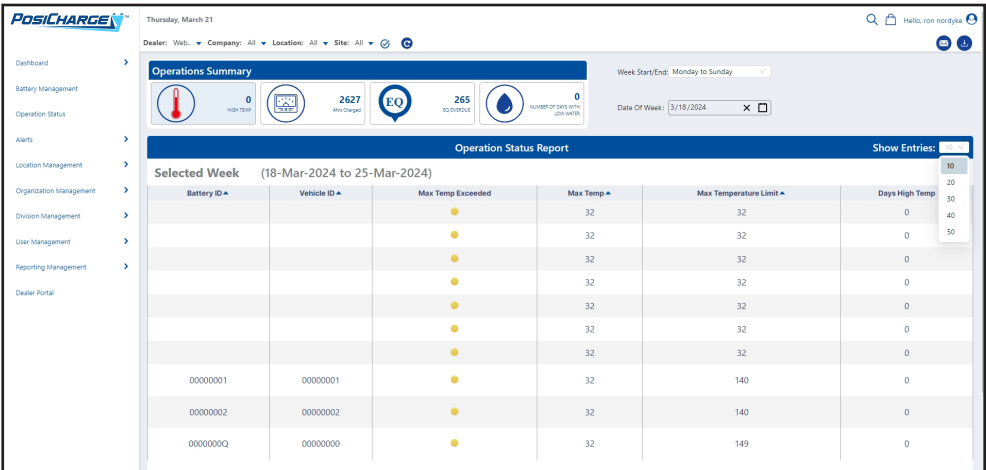 POSICHARGE™
Thursday, March 21
Hello, ron nordyke
Dealer: Web.. Company: All Location: All Site: All
Dashboard
Battery Management
Operation Status
Alerts
Location Management
Organization Management
Division Management
User Management
Reporting Management
Dealer Portal
Operations Summary
0
HIGH TEMP
2627
Ahrs Charged
EQ
265
EQ OVERDUE
0
NUMBER OF DAYS WITH
LOW WATER
Week Start/End: Monday to Sunday
Date Of Week: 3/18/2024
Operation Status Report
Show Entries: 10
10
20
30
40
50
Selected Week (18-Mar-2024 to 25-Mar-2024)
Battery ID Vehicle ID Max Temp Exceeded Max Temp Max Temperature Limit Days High Temp
32 32 0
32 32 0
32 32 0
32 32 0
32 32 0
32 32 0
32 32 0
00000001 00000001 32 140 0
00000002 00000002 32 140 0
0000000Q 00000000 32 149 0